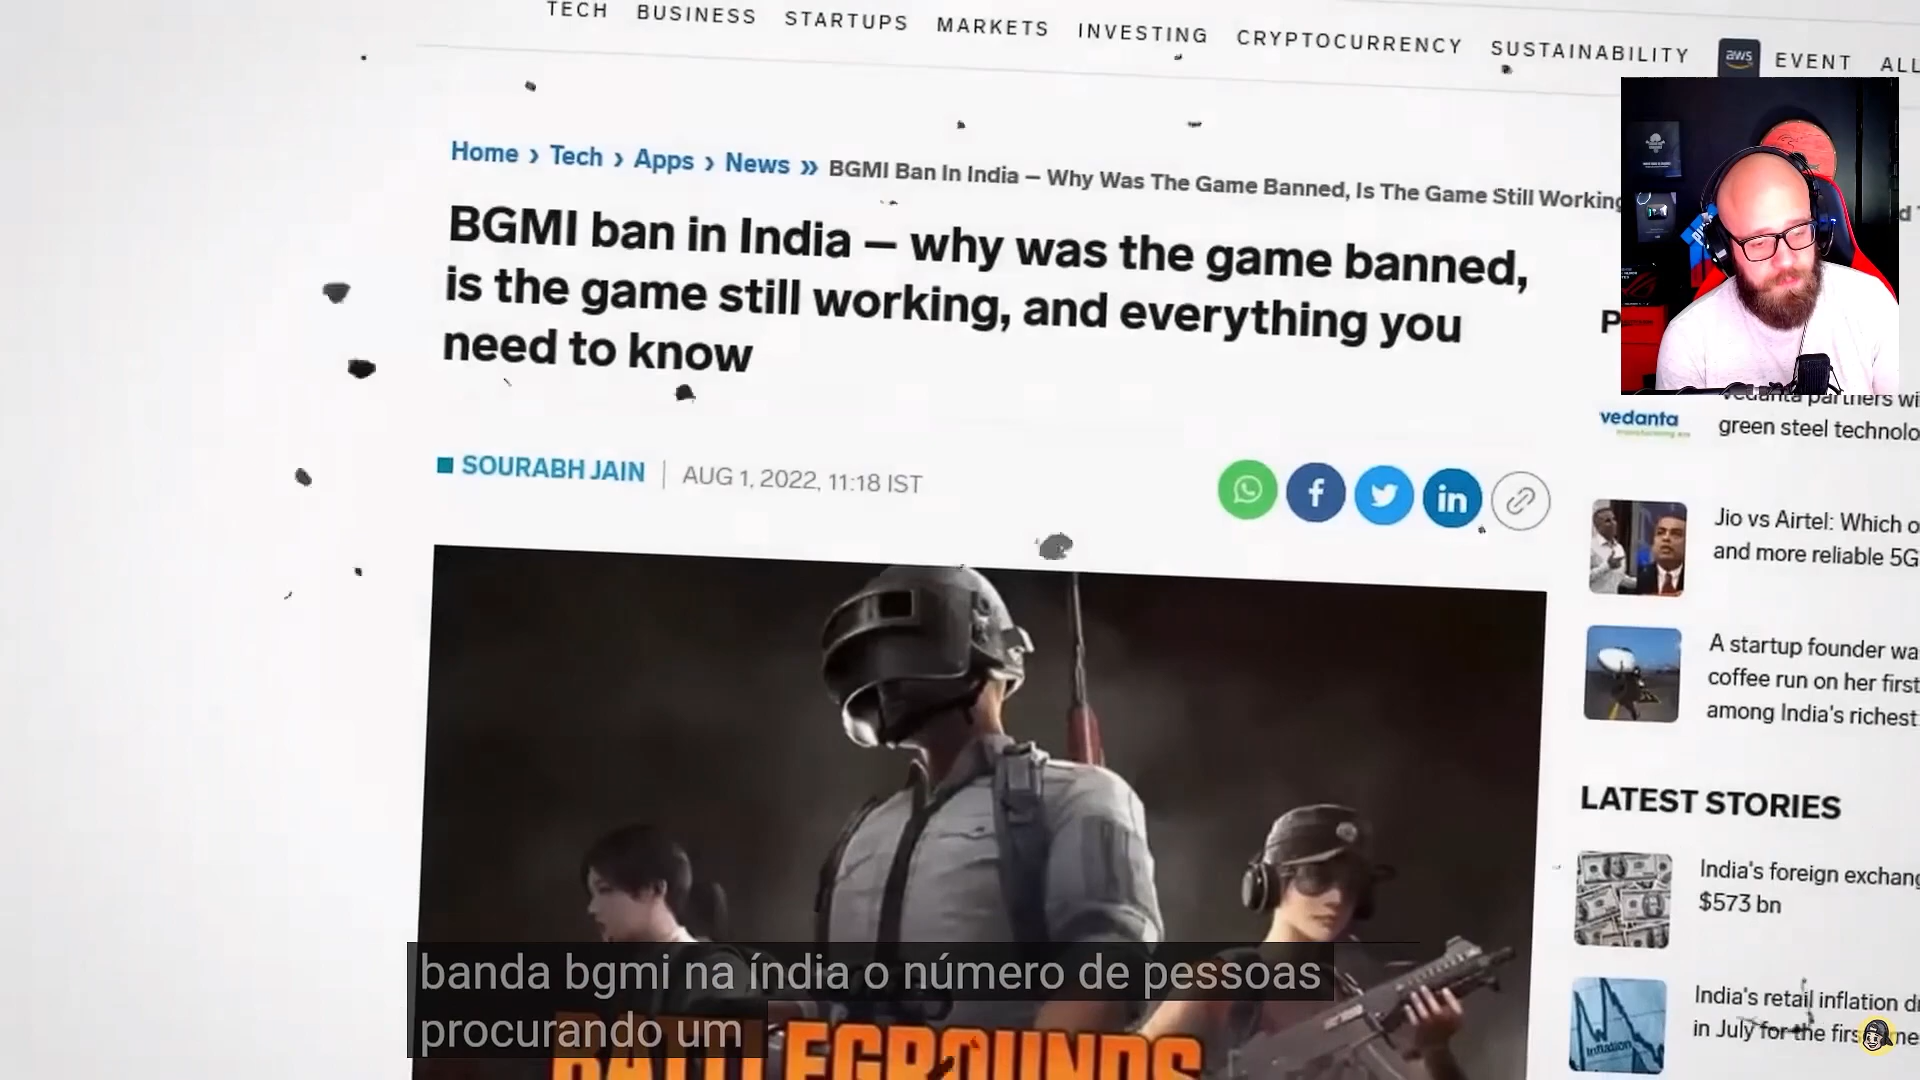 TECH BUSINESS STARTUPS MARKETS INVESTING CRYPTOCURRENCY SUSTAINABILITY aws EVENT ALL
Home › Tech › Apps › News » BGMI Ban In India – Why Was The Game Banned, Is The Game Still Working
BGMI ban in India – why was the game banned,
is the game still working, and everything you
need to know
SOURABH JAIN | AUG 1, 2022, 11:18 IST
vedanta
partners
green steel
Jio vs Airtel: Which
and more reliable 5G
A startup founder
coffee run on her first
among India's richest
LATEST STORIES
India's foreign
$573 bn
India's retail inflation
in July for the
Inflation
banda bgmi na índia o número de pessoas
procurando um
BATTLEGROUNDS